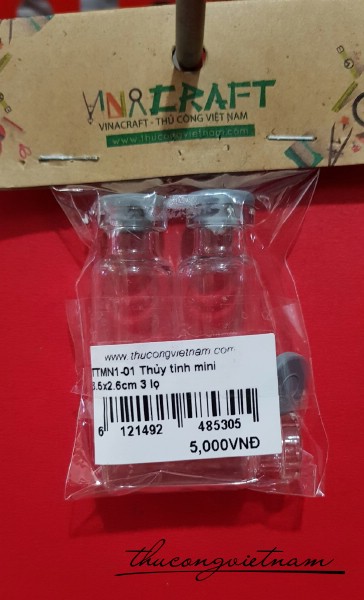 VINACRAFT
VINACRAFT - THỦ CÔNG VIỆT NAM
www.thucongvietnam.com
www.thucongvietnam.com
TTMN1-01 Thủy tinh mini
6.5x2.6cm 3 lọ
6 121492 485305
5,000VNĐ
thucongvietnam